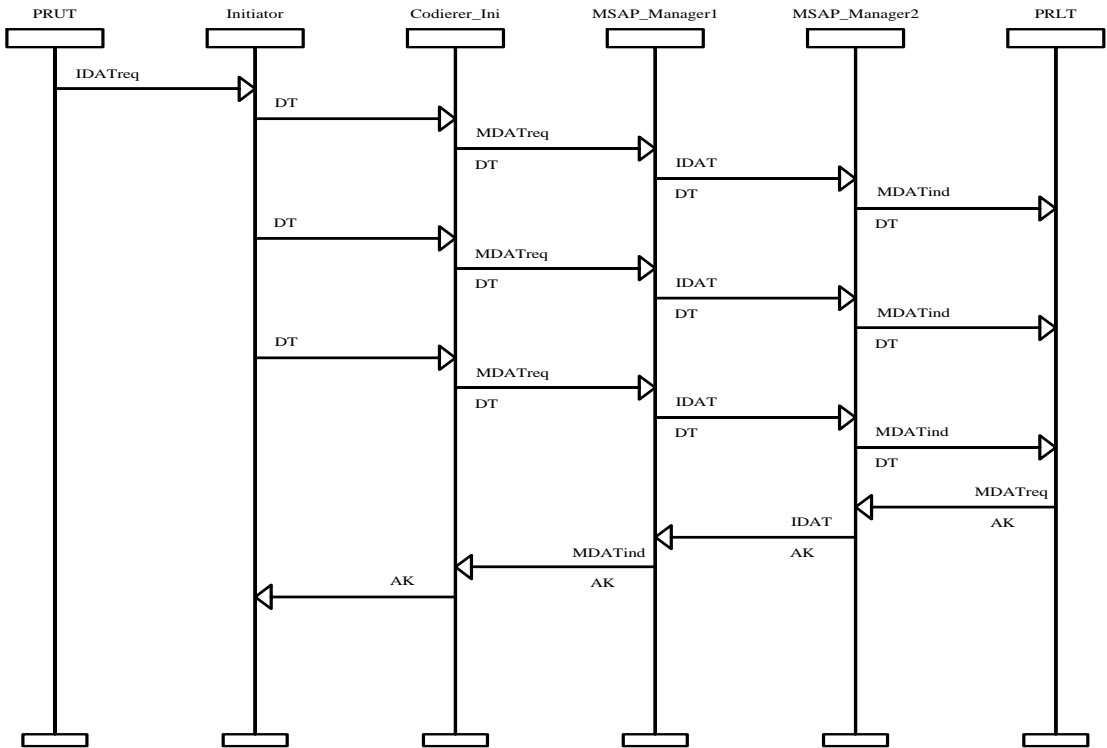 PRUT Initiator Codierer_Ini MSAP_Manager1 MSAP_Manager2 PRLT
IDATreq
DT
MDATreq
DT
IDAT
DT
MDATind
DT
DT
MDATreq
DT
IDAT
DT
MDATind
DT
DT
MDATreq
DT
IDAT
DT
MDATind
DT
MDATreq
AK
IDAT
AK
MDATind
AK
AK